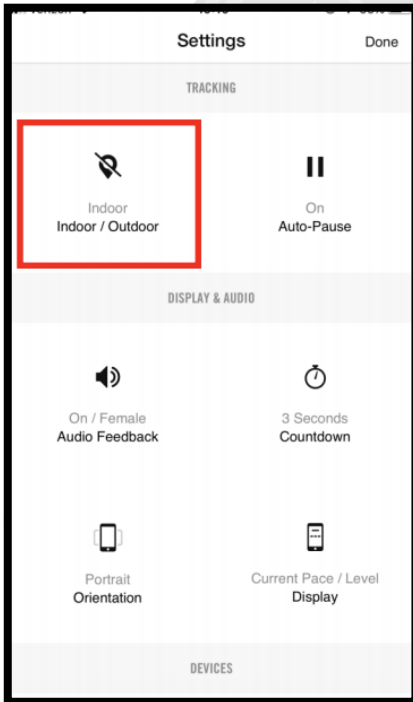 Settings
Done
TRACKING
Indoor
Indoor / Outdoor
On
Auto-Pause
DISPLAY & AUDIO
On / Female
Audio Feedback
3 Seconds
Countdown
Portrait
Orientation
Current Pace / Level
Display
DEVICES